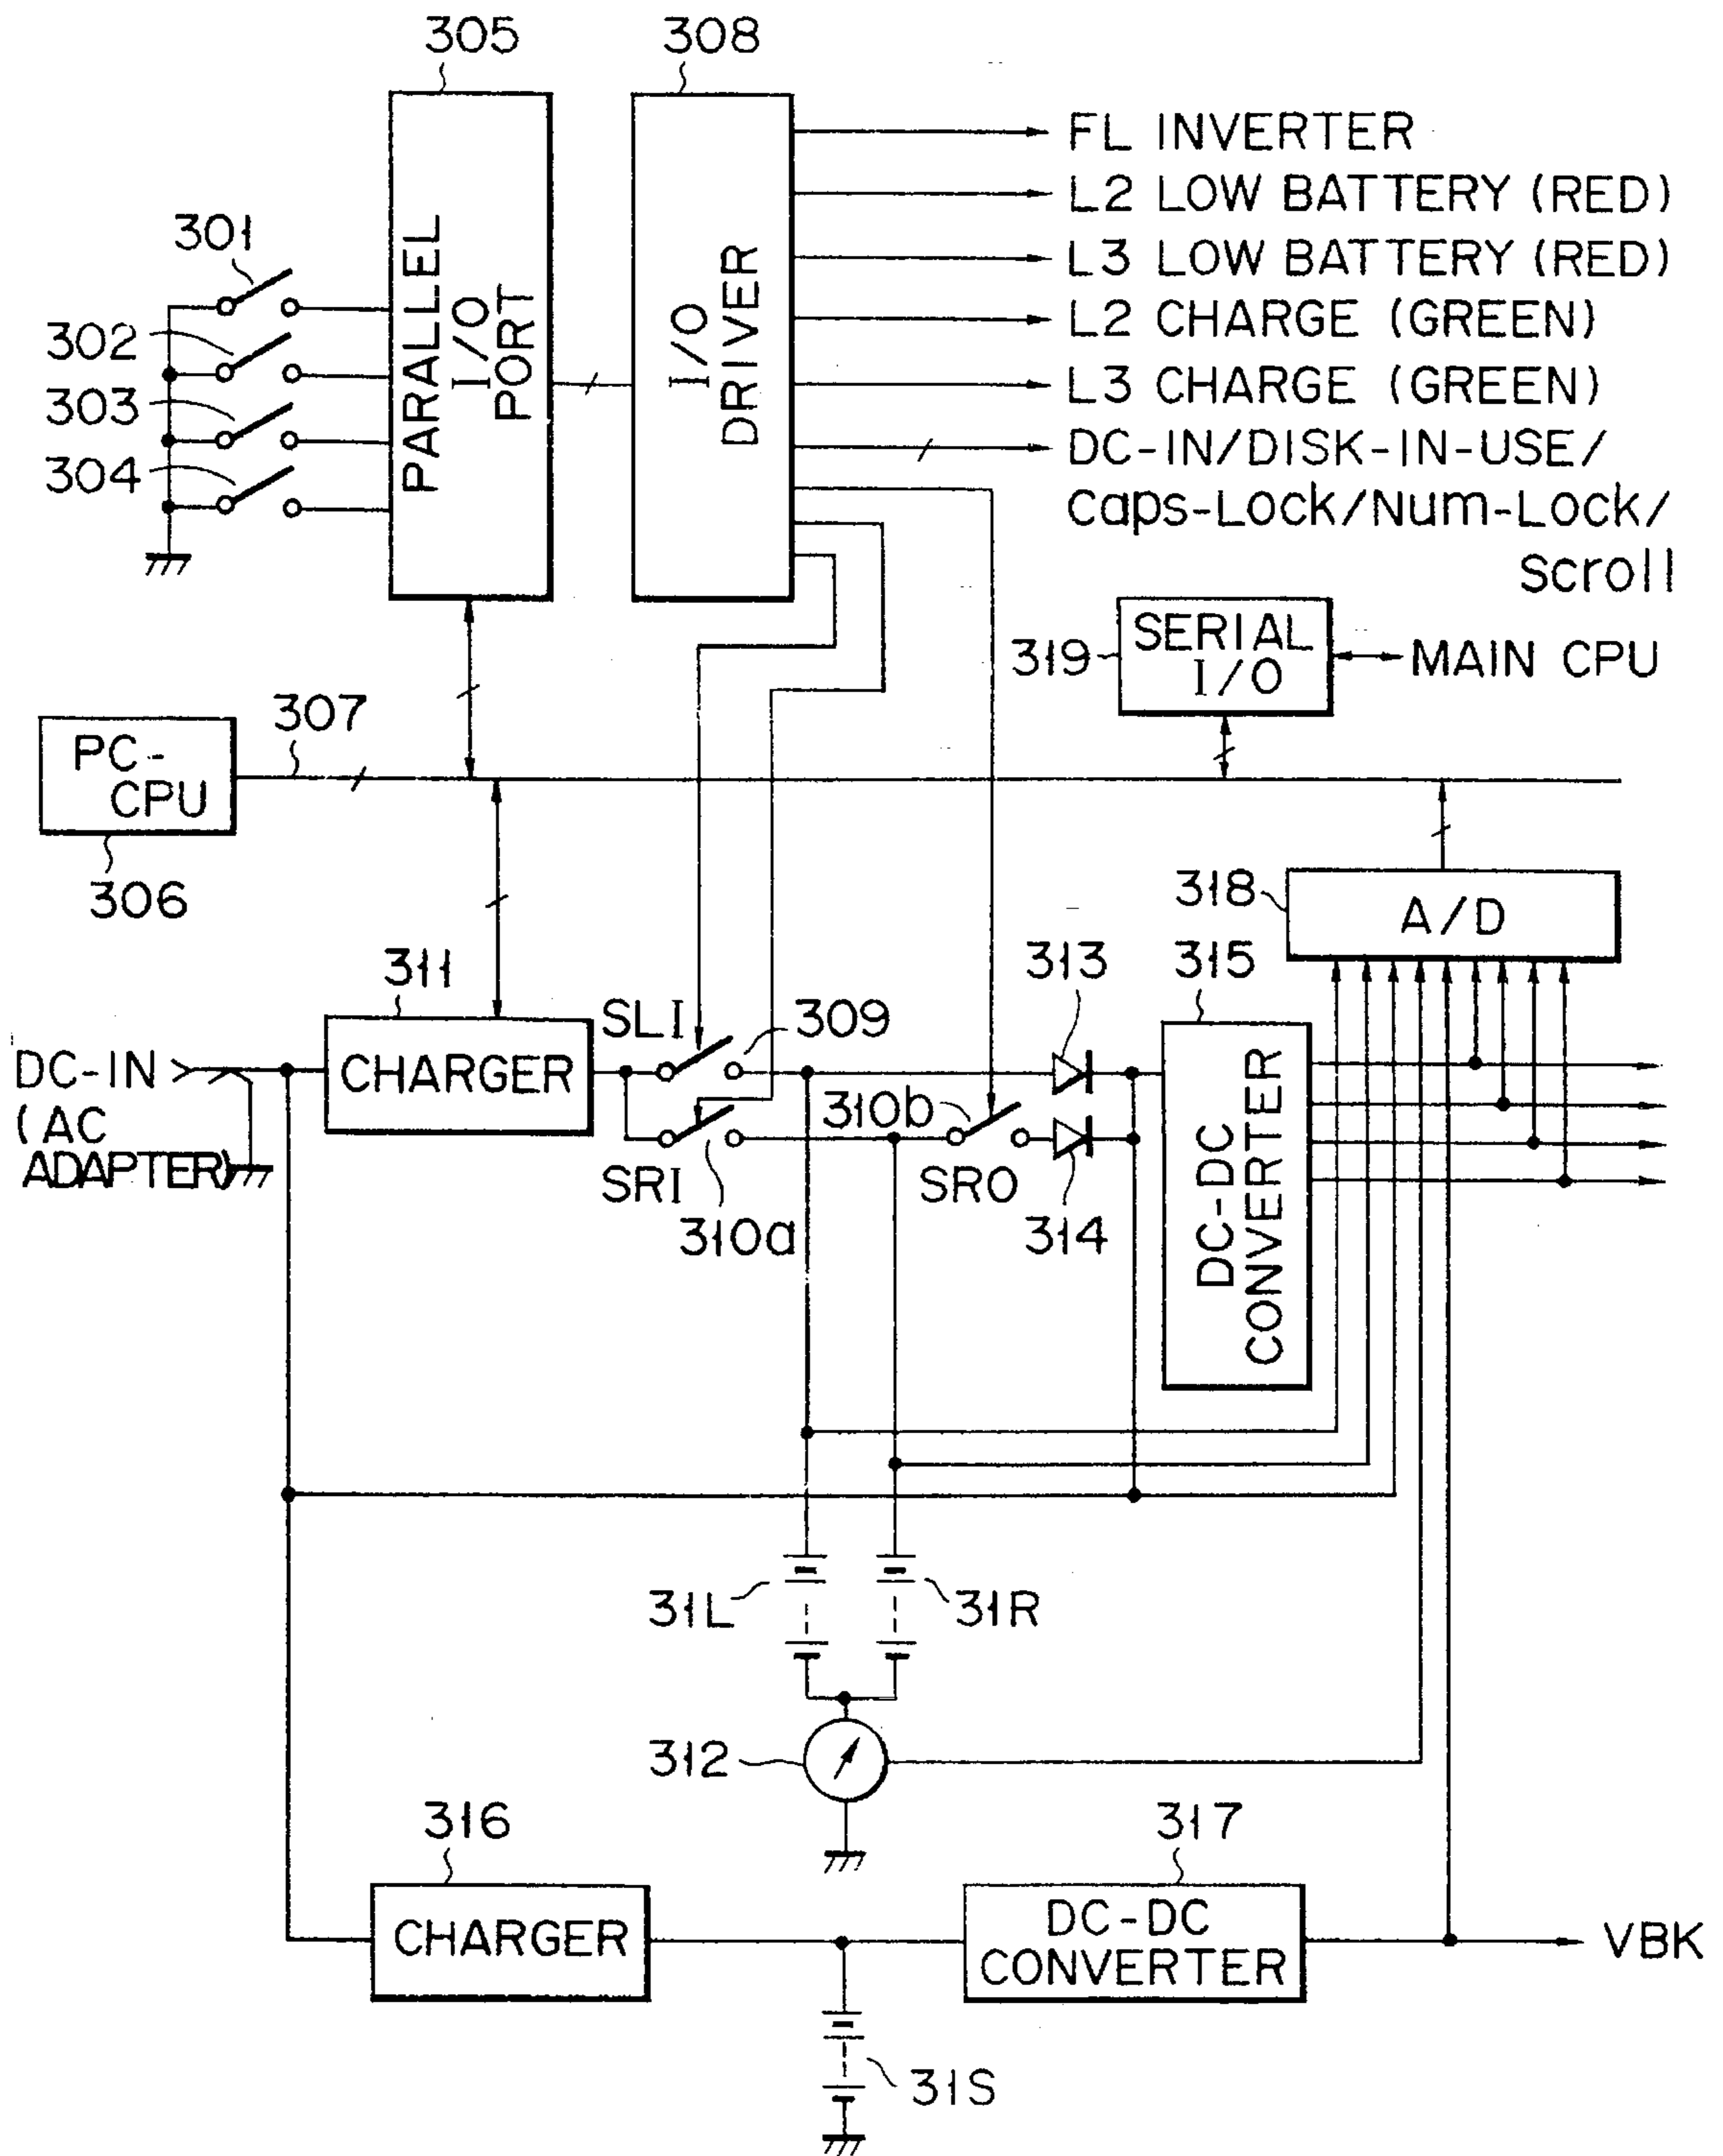 305
308
FL INVERTER
L2 LOW BATTERY (RED)
L3 LOW BATTERY (RED)
L2 CHARGE (GREEN)
L3 CHARGE (GREEN)
DC-IN/DISK-IN-USE/
Caps-Lock/Num-Lock/
Scroll
301
302
303
304
PARALLEL
I/O
PORT
I/O
DRIVER
319
SERIAL
I/O
MAIN CPU
307
PC-
CPU
306
318
A/D
311
CHARGER
SLI
309
313
315
DC-IN
(AC
ADAPTER)
310b
SRI
310a
SRO
314
DC-DC
CONVERTER
31L
31R
312
316
CHARGER
317
DC-DC
CONVERTER
VBK
31S